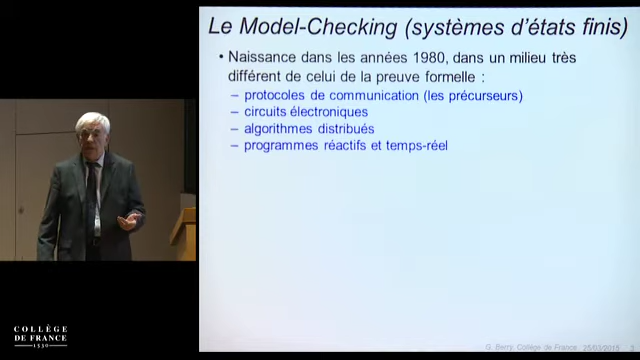 Le Model-Checking (systèmes d'états finis)
• Naissance dans les années 1980, dans un milieu très
différent de celui de la preuve formelle :
– protocoles de communication (les précurseurs)
– circuits électroniques
– algorithmes distribués
– programmes réactifs et temps-réel
COLLÈGE
DE FRANCE
1530
G. Berry, Collège de France, 25/03/2015 3